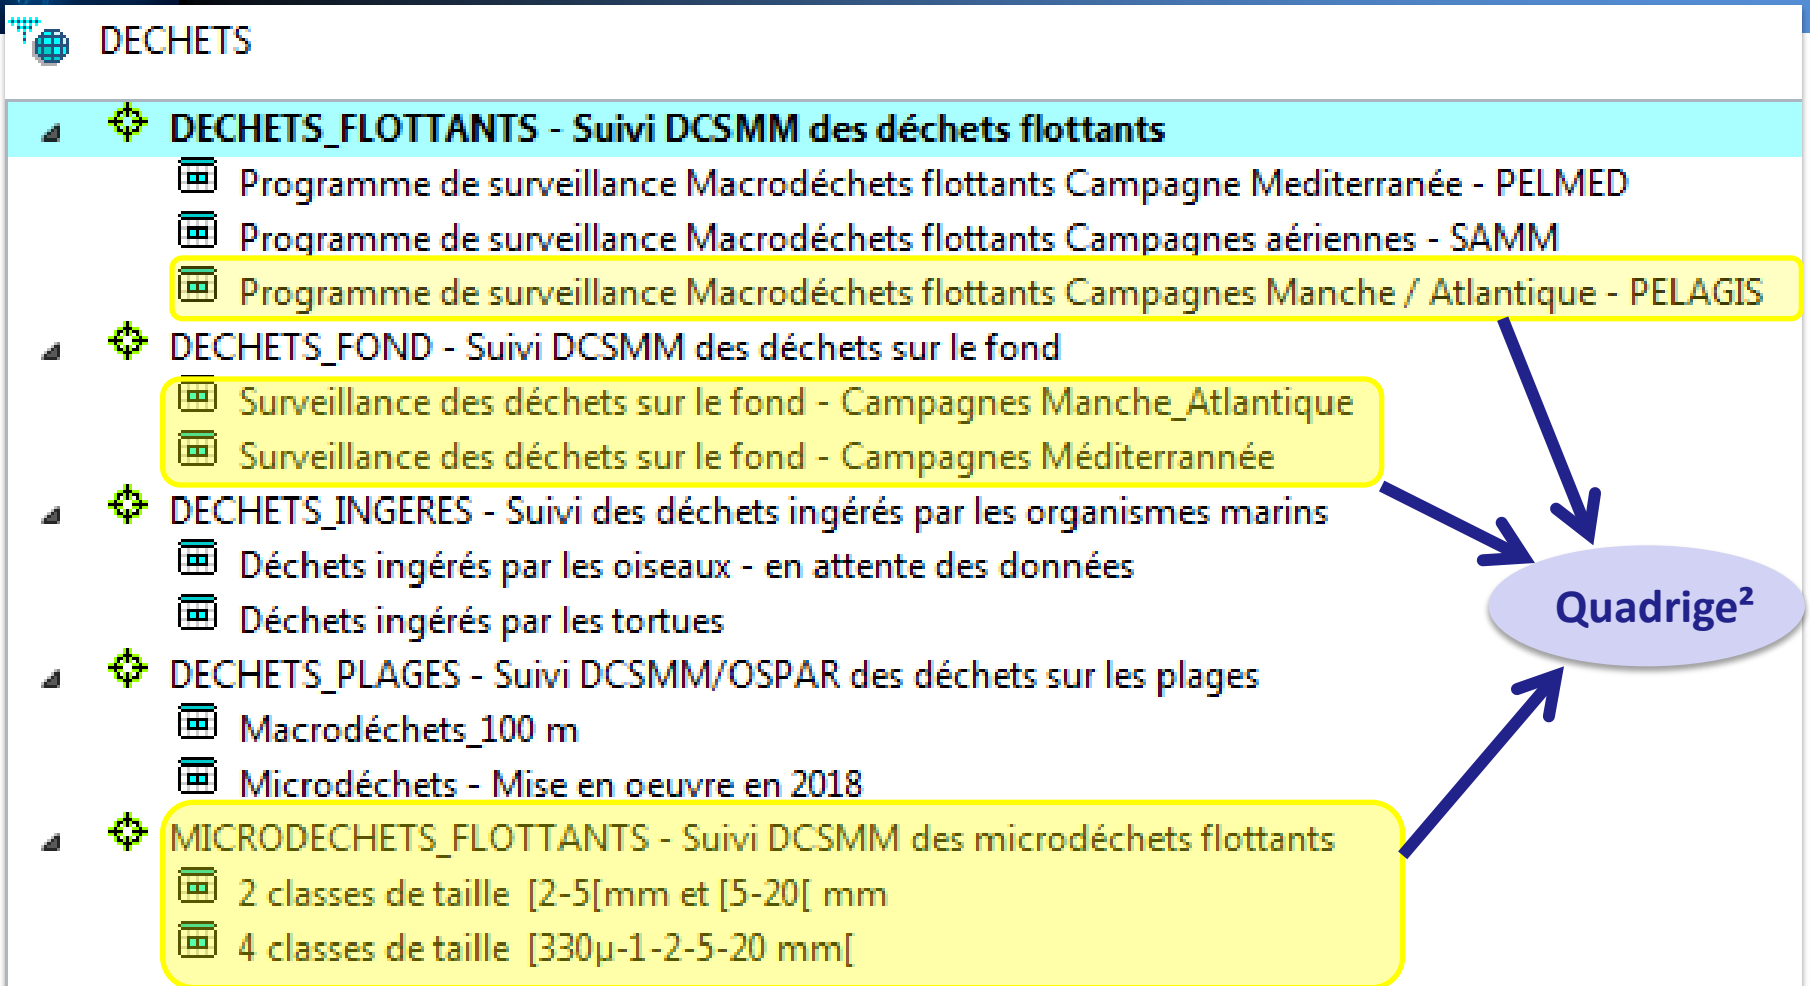 DECHETS
DECHETS_FLOTTANTS - Suivi DCSMM des déchets flottants
Programme de surveillance Macrodéchets flottants Campagne Mediterranée - PELMED
Programme de surveillance Macrodéchets flottants Campagnes aériennes - SAMM
Programme de surveillance Macrodéchets flottants Campagnes Manche / Atlantique - PELAGIS
DECHETS_FOND - Suivi DCSMM des déchets sur le fond
Surveillance des déchets sur le fond - Campagnes Manche_Atlantique
Surveillance des déchets sur le fond - Campagnes Méditerrannée
DECHETS_INGERES - Suivi des déchets ingérés par les organismes marins
Déchets ingérés par les oiseaux - en attente des données
Déchets ingérés par les tortues
Quadrige²
DECHETS_PLAGES - Suivi DCSMM/OSPAR des déchets sur les plages
Macrodéchets_100 m
Microdéchets - Mise en oeuvre en 2018
MICRODECHETS_FLOTTANTS - Suivi DCSMM des microdéchets flottants
2 classes de taille  [2-5[mm et [5-20[ mm
4 classes de taille  [330µ-1-2-5-20 mm[